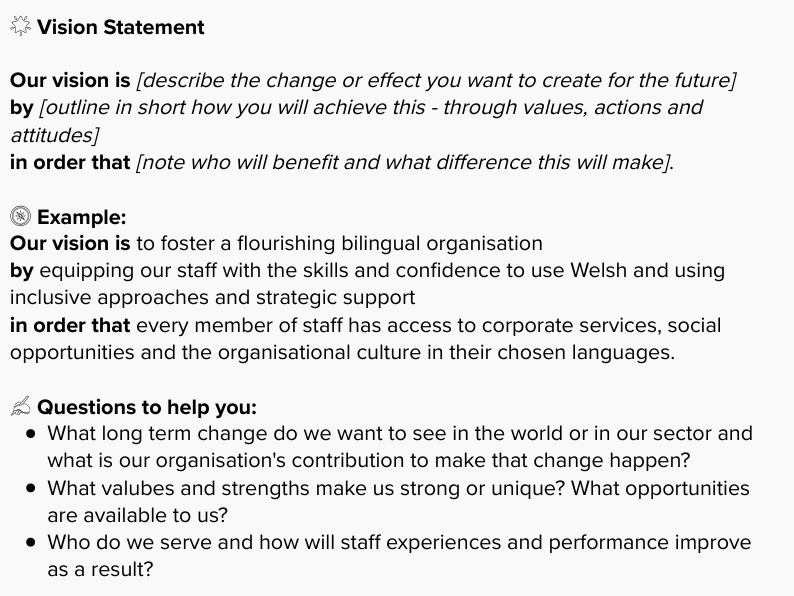 Vision Statement
Our vision is [describe the change or effect you want to create for the future]
by [outline in short how you will achieve this - through values, actions and
attitudes]
in order that [note who will benefit and what difference this will make].
Example:
Our vision is to foster a flourishing bilingual organisation
by equipping our staff with the skills and confidence to use Welsh and using
inclusive approaches and strategic support
in order that every member of staff has access to corporate services, social
opportunities and the organisational culture in their chosen languages.
Questions to help you:
• What long term change do we want to see in the world or in our sector and
what is our organisation's contribution to make that change happen?
• What valubes and strengths make us strong or unique? What opportunities
are available to us?
• Who do we serve and how will staff experiences and performance improve
as a result?